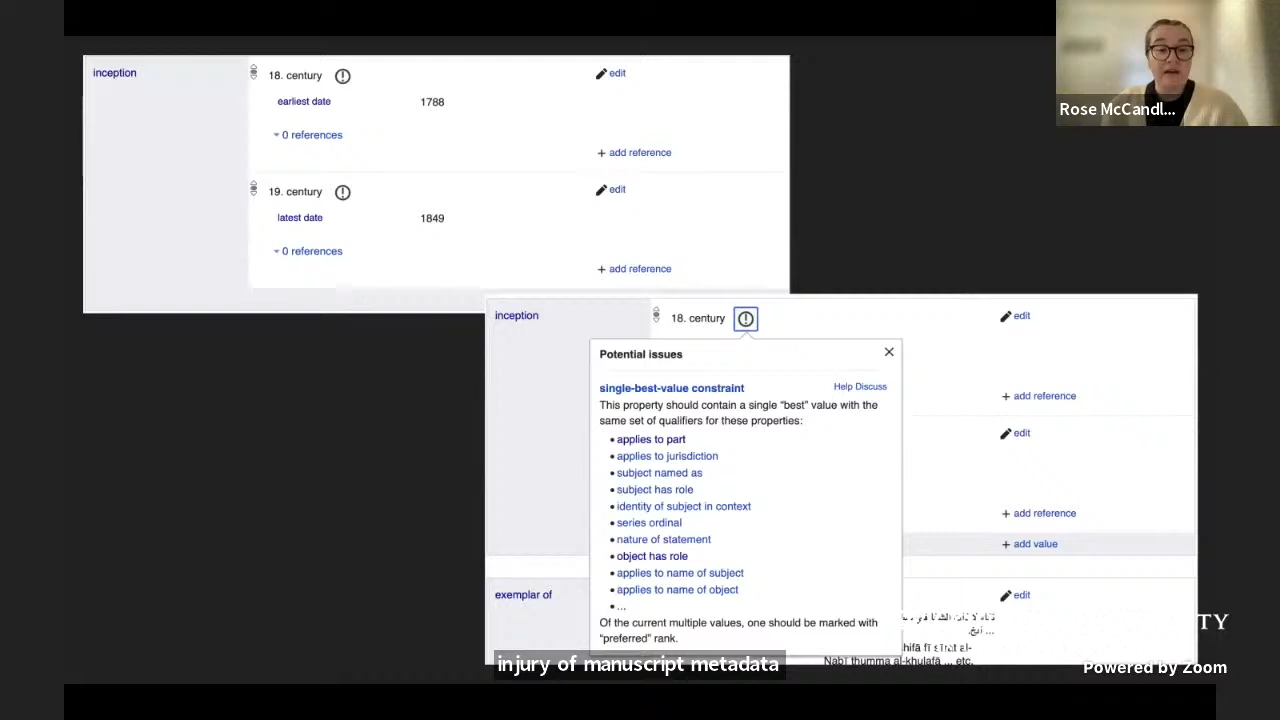 inception
18. century
edit
earliest date 1788
0 references
+ add reference
19. century
edit
latest date 1849
0 references
+ add reference
Rose McCandl...
inception
18. century
edit
Potential issues
single-best-value constraint
Help Discuss
This property should contain a single “best” value with the
same set of qualifiers for these properties:
• applies to part
• applies to jurisdiction
• subject named as
• subject has role
• identity of subject in context
• series ordinal
• nature of statement
• object has role
• applies to name of subject
• applies to name of object
• ...
Of the current multiple values, one should be marked with
“preferred” rank.
+ add reference
edit
+ add reference
+ add value
exemplar of
edit
... etc.
TY
injury of manuscript metadata
Powered by Zoom